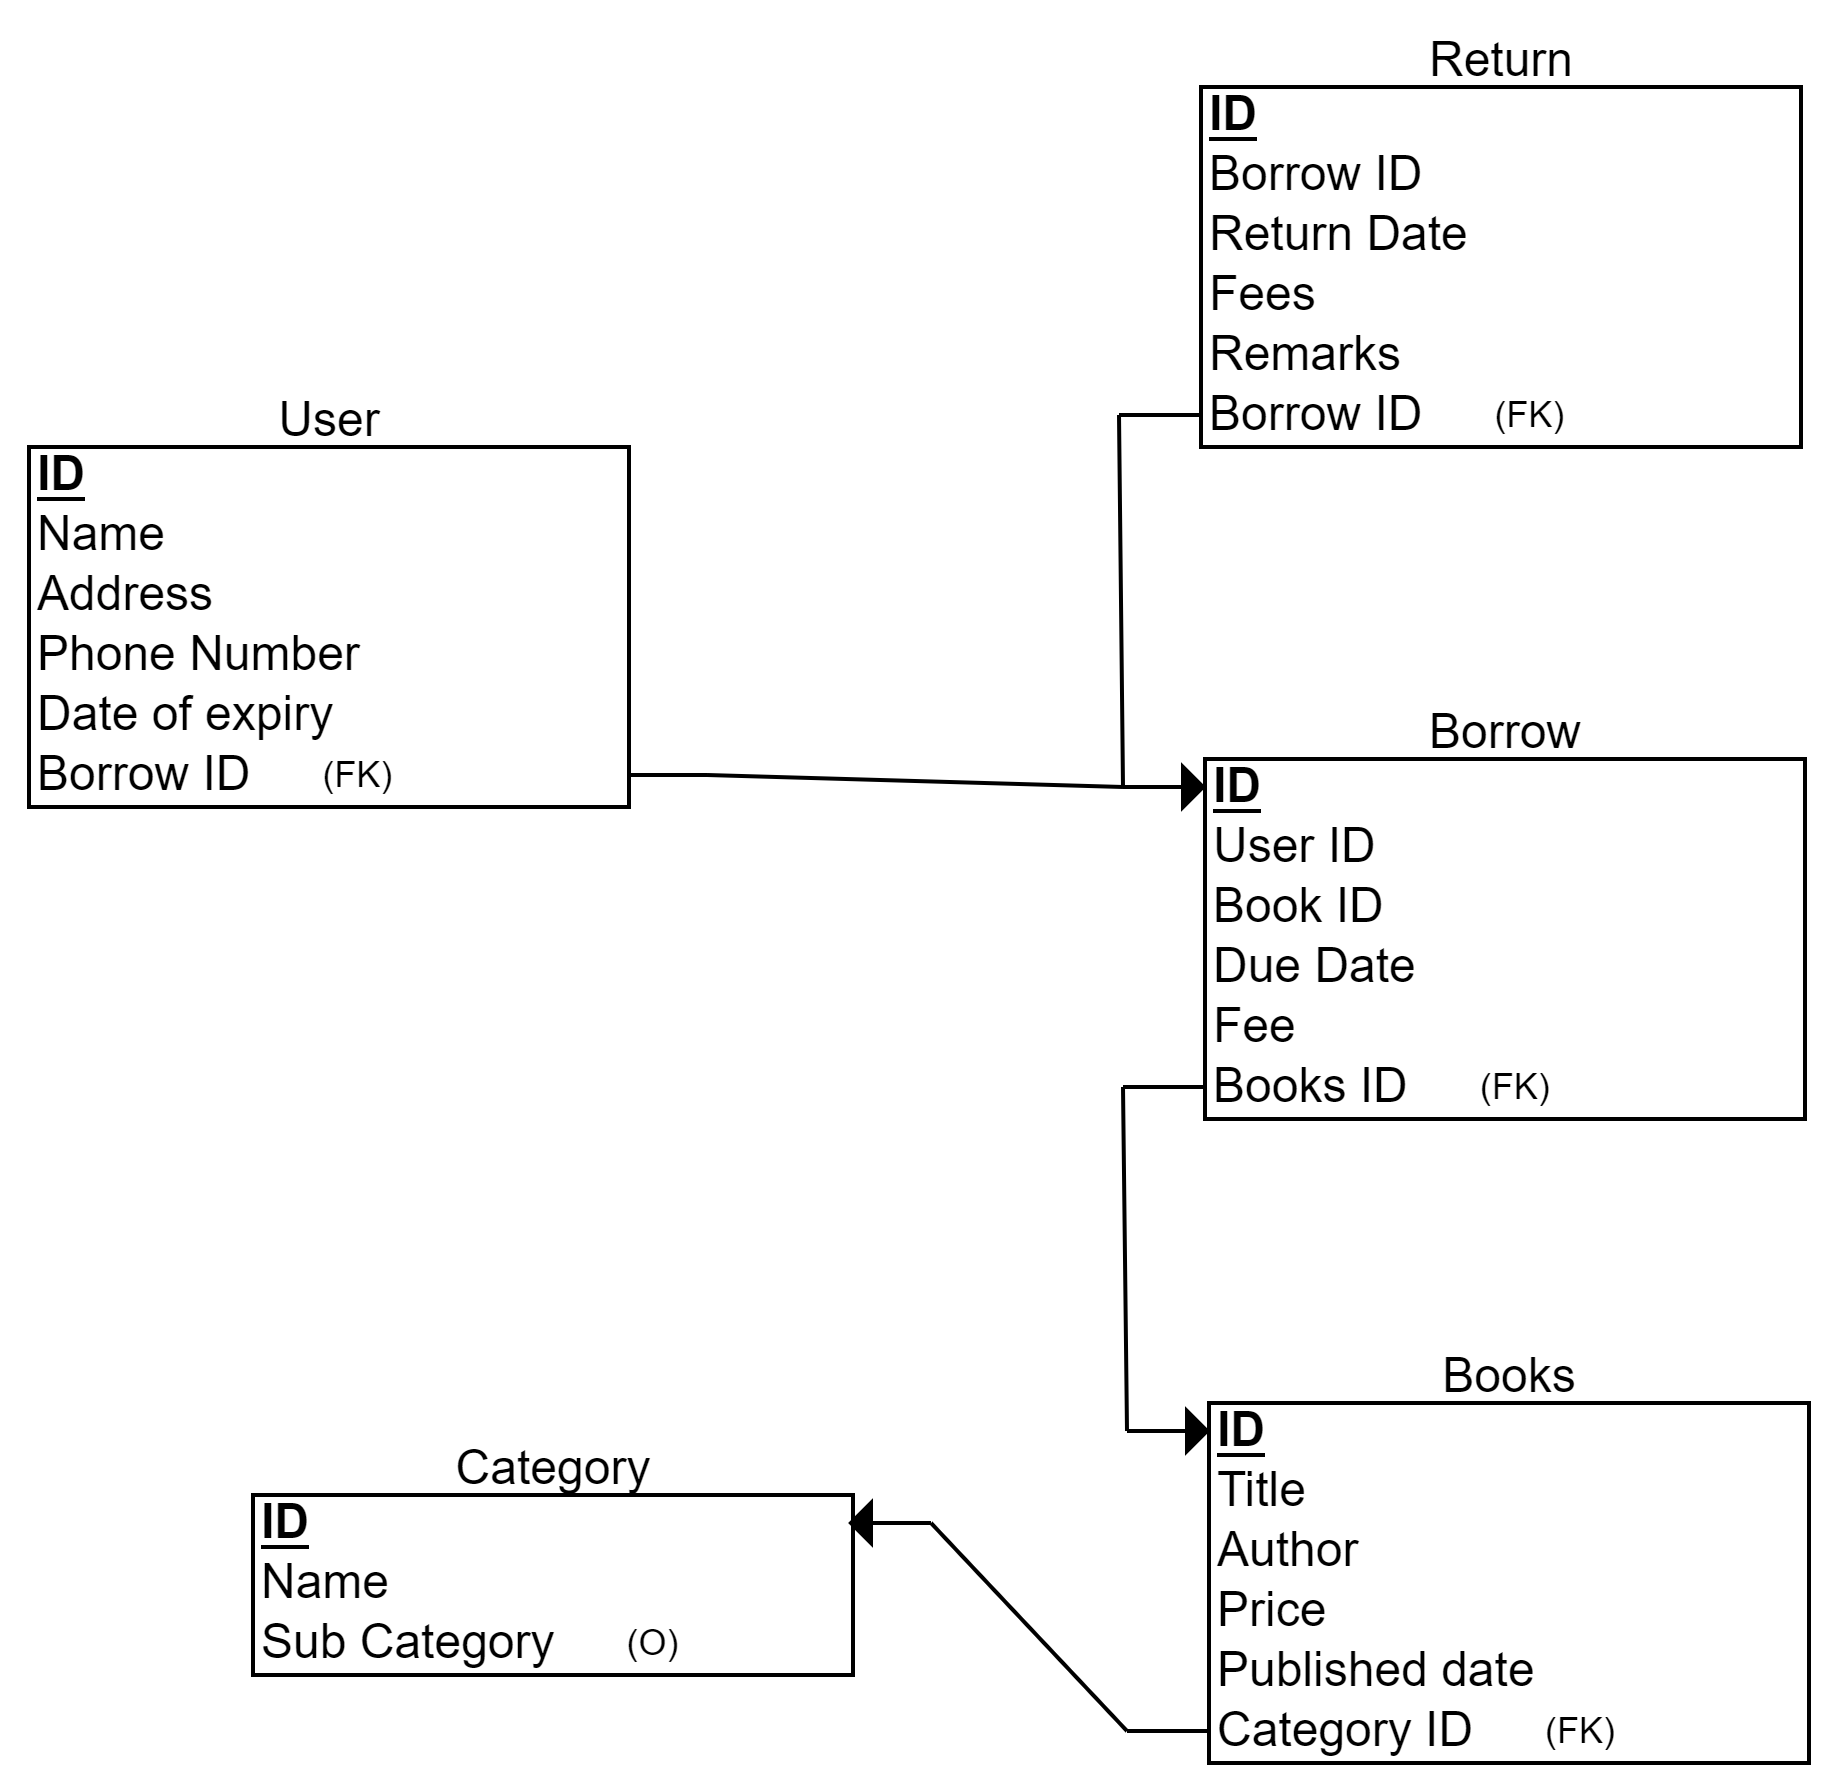 Return
ID
Borrow ID
Return Date
Fees
Remarks
Borrow ID (FK)
User
ID
Name
Address
Phone Number
Date of expiry
Borrow ID (FK)
Borrow
ID
User ID
Book ID
Due Date
Fee
Books ID (FK)
Books
ID
Title
Author
Price
Published date
Category ID (FK)
Category
ID
Name
Sub Category (O)